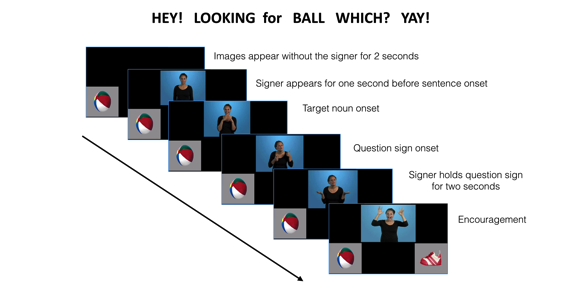 HEY! LOOKING for BALL WHICH? YAY!
Images appear without the signer for 2 seconds
Signer appears for one second before sentence onset
Target noun onset
Question sign onset
Signer holds question sign
for two seconds
Encouragement